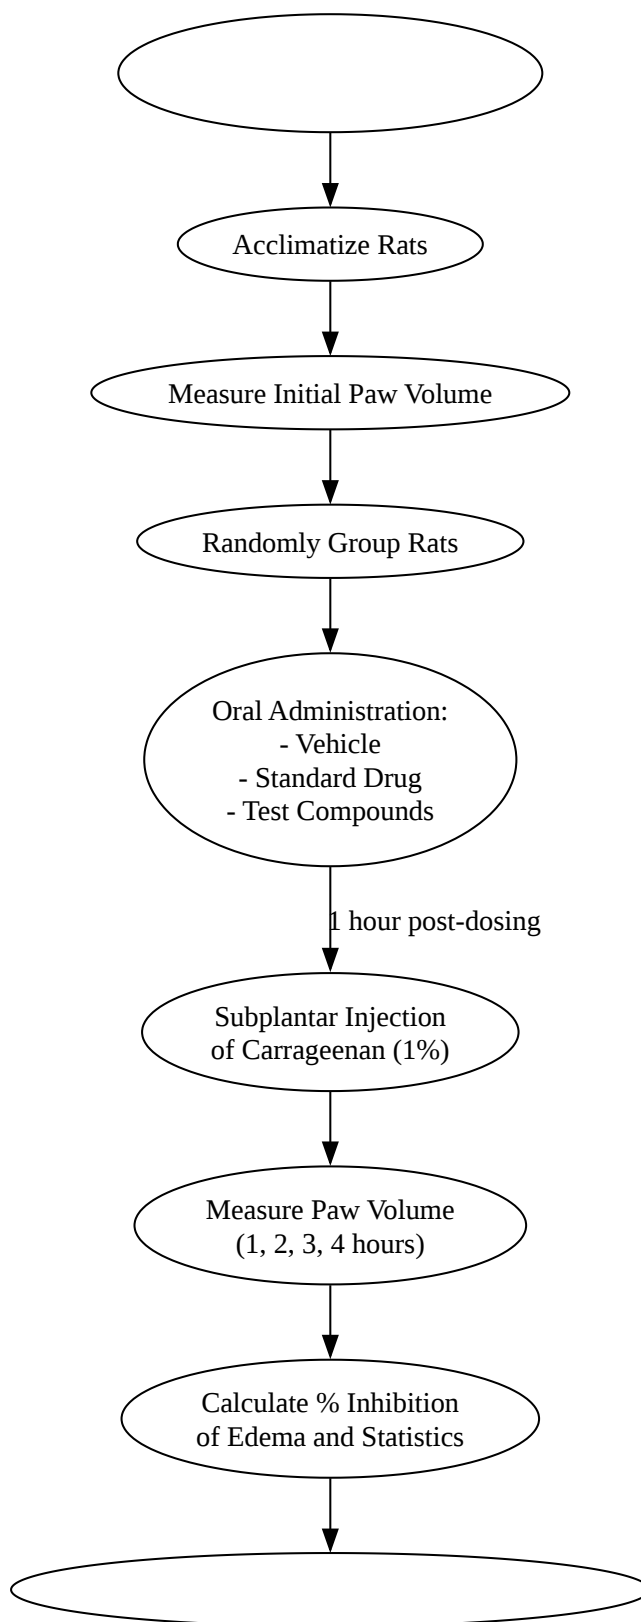 Acclimatize Rats
Measure Initial Paw Volume
Randomly Group Rats
Oral Administration:
- Vehicle
- Standard Drug
- Test Compounds
1 hour post-dosing
Subplantar Injection
of Carrageenan (1%)
Measure Paw Volume
(1, 2, 3, 4 hours)
Calculate % Inhibition
of Edema and Statistics